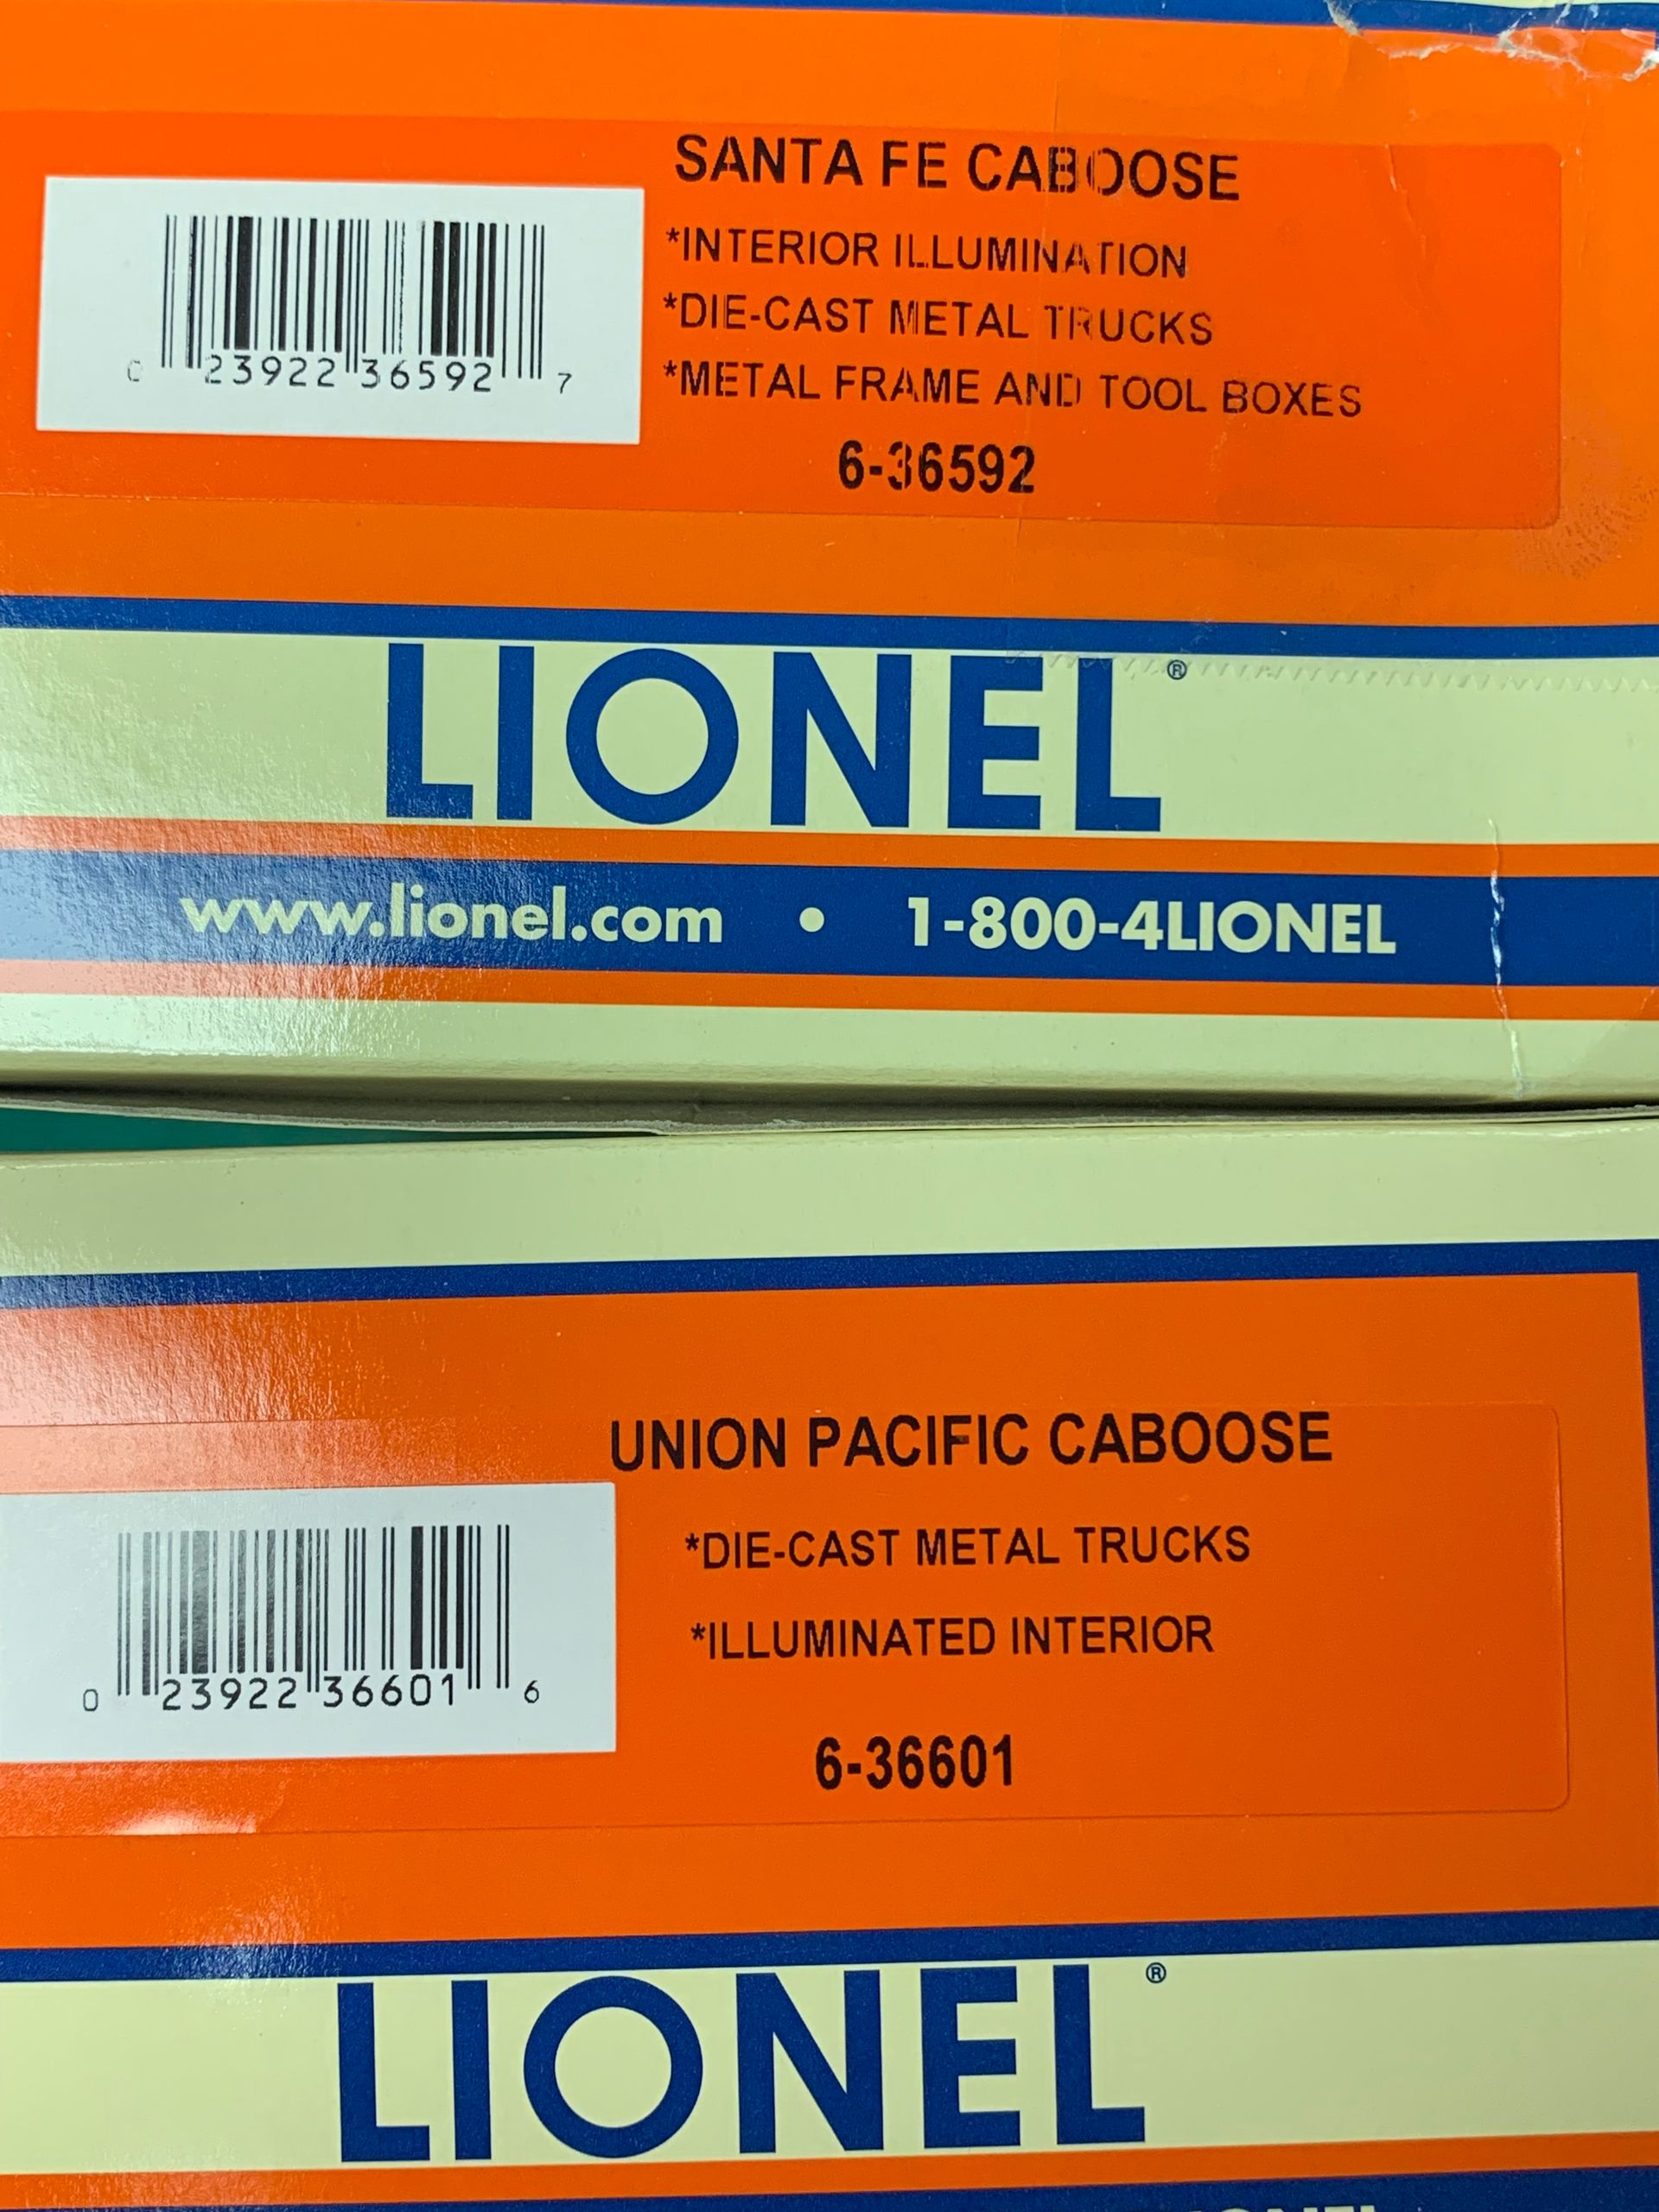 SANTA FE CABOOSE
*INTERIOR ILLUMINATION
*DIE-CAST METAL TRUCKS
*METAL FRAME AND TOOL BOXES
0 23922 36592 7
6-36592
LIONEL®
www.lionel.com • 1-800-4LIONEL
UNION PACIFIC CABOOSE
*DIE-CAST METAL TRUCKS
*ILLUMINATED INTERIOR
0 23922 36601 6
6-36601
LIONEL®